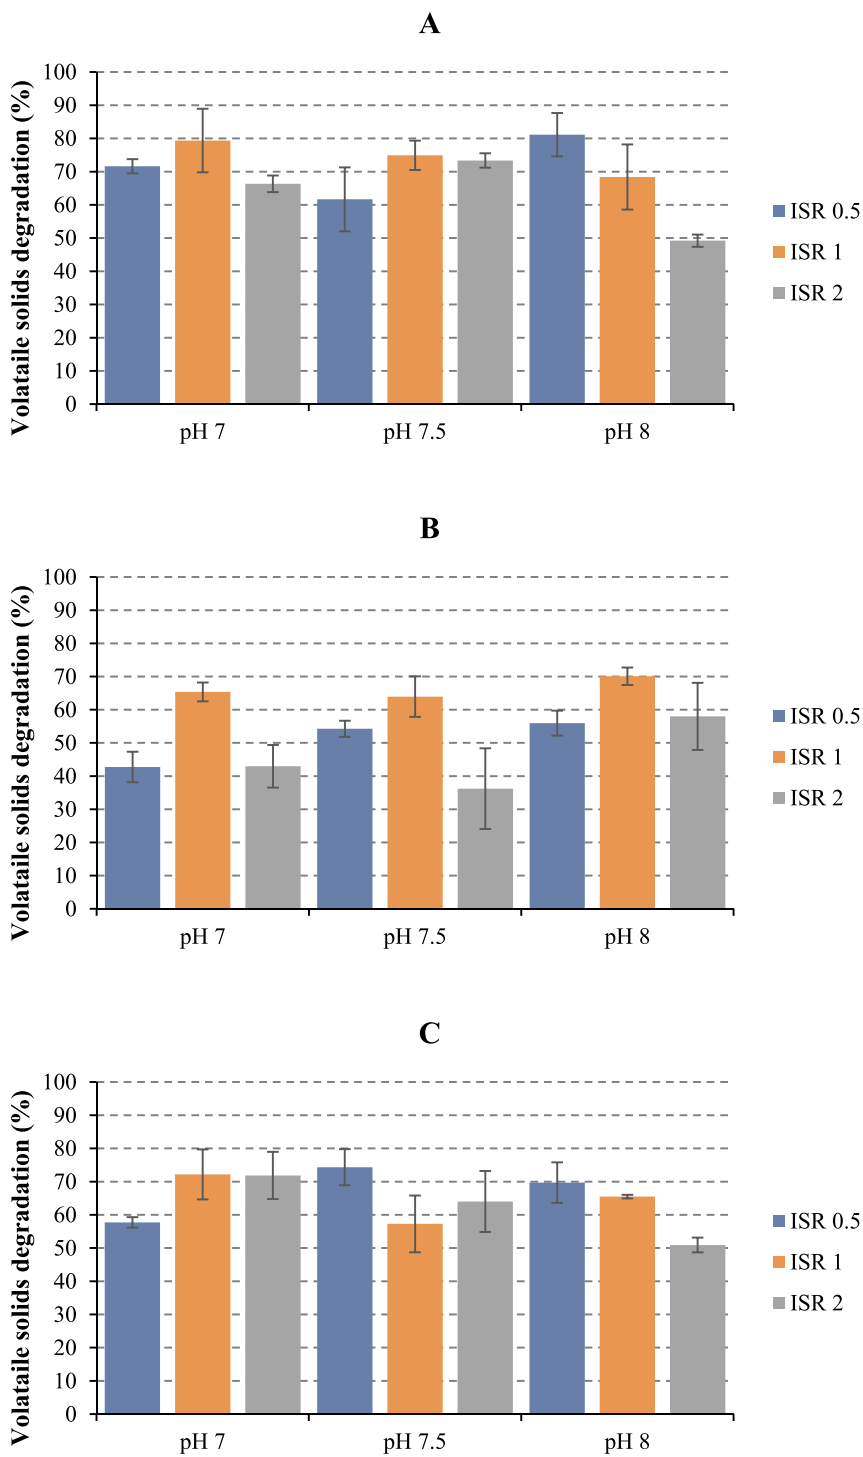 A
Volataile solids degradation (%)
100
90
80
70
60
50
40
30
20
10
0
pH 7 pH 7.5 pH 8
ISR 0.5
ISR 1
ISR 2
B
Volataile solids degradation (%)
100
90
80
70
60
50
40
30
20
10
0
pH 7 pH 7.5 pH 8
ISR 0.5
ISR 1
ISR 2
C
Volataile solids degradation (%)
100
90
80
70
60
50
40
30
20
10
0
pH 7 pH 7.5 pH 8
ISR 0.5
ISR 1
ISR 2